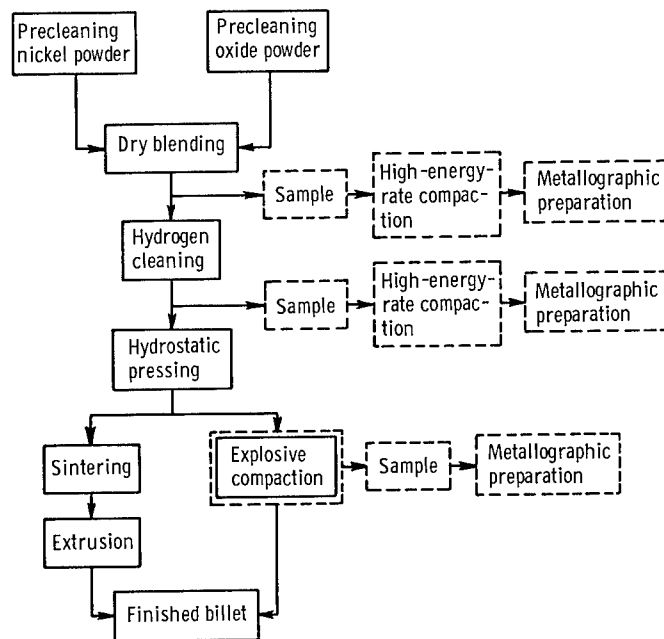 Precleaning
nickel powder
Precleaning
oxide powder
Dry blending
Sample
High-energy-
rate compac-
tion
Metallographic
preparation
Hydrogen
cleaning
Sample
High-energy-
rate compac-
tion
Metallographic
preparation
Hydrostatic
pressing
Sintering
Explosive
compaction
Sample
Metallographic
preparation
Extrusion
Finished billet